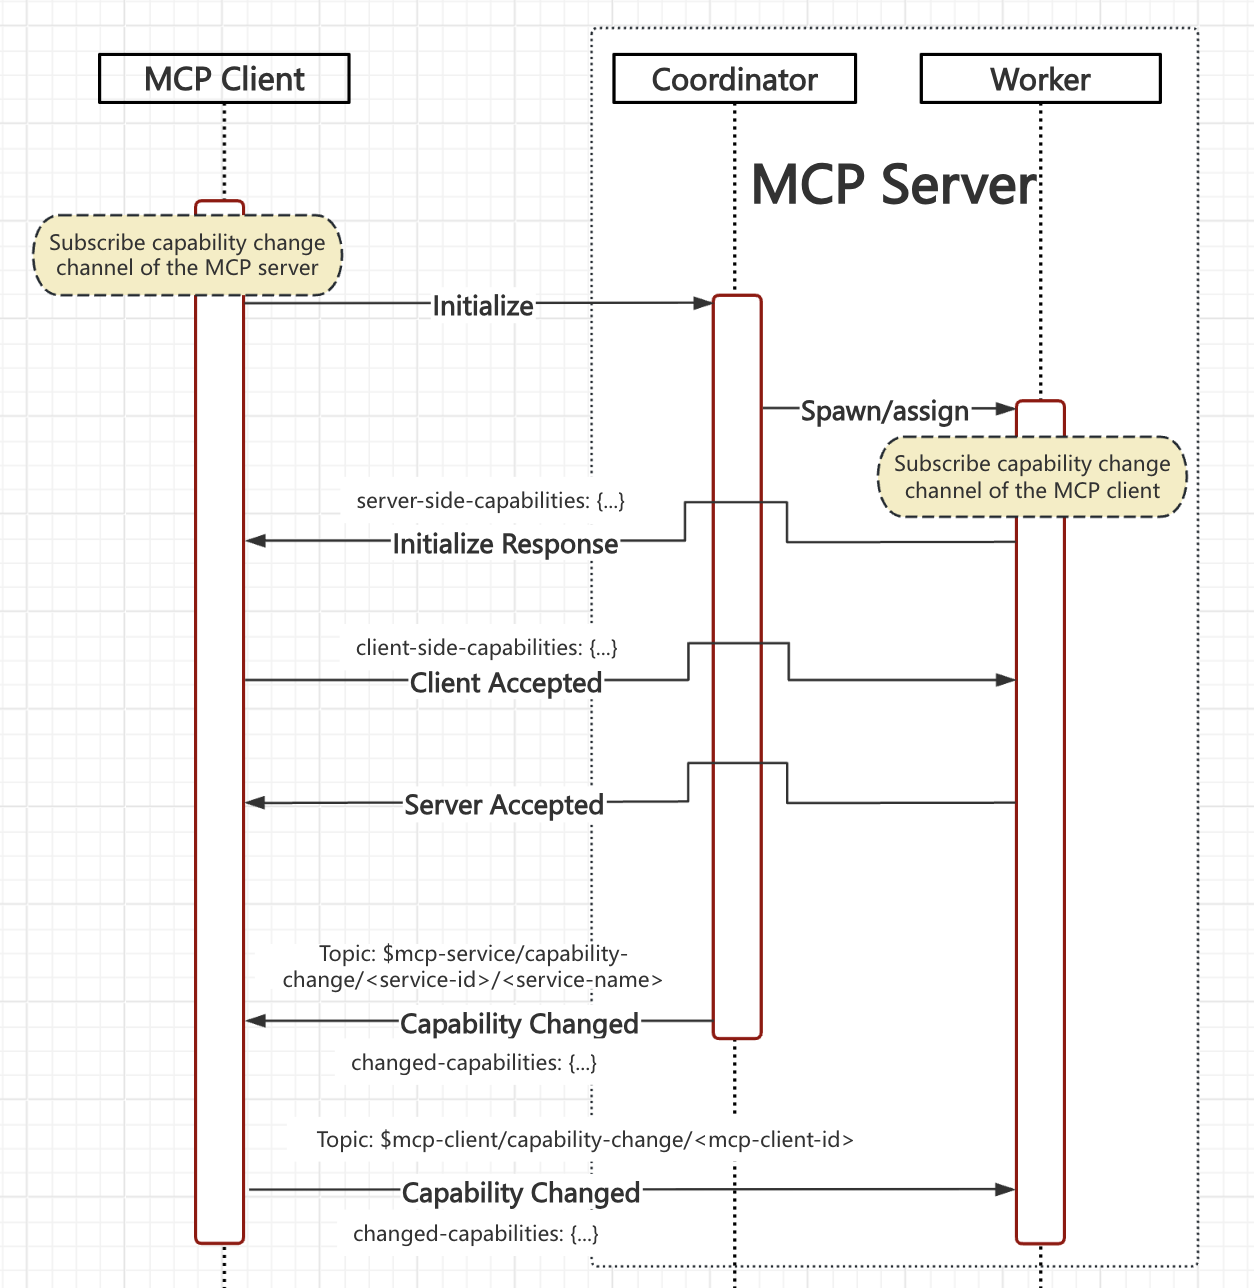 MCP Client
Coordinator
Worker
MCP Server
Subscribe capability change
channel of the MCP server
Initialize
Spawn/assign
Subscribe capability change
channel of the MCP client
server-side-capabilities: {...}
Initialize Response
client-side-capabilities: {...}
Client Accepted
Server Accepted
Topic: $mcp-service/capability-
change/<service-id>/<service-name>
Capability Changed
changed-capabilities: {...}
Topic: $mcp-client/capability-change/<mcp-client-id>
Capability Changed
changed-capabilities: {...}